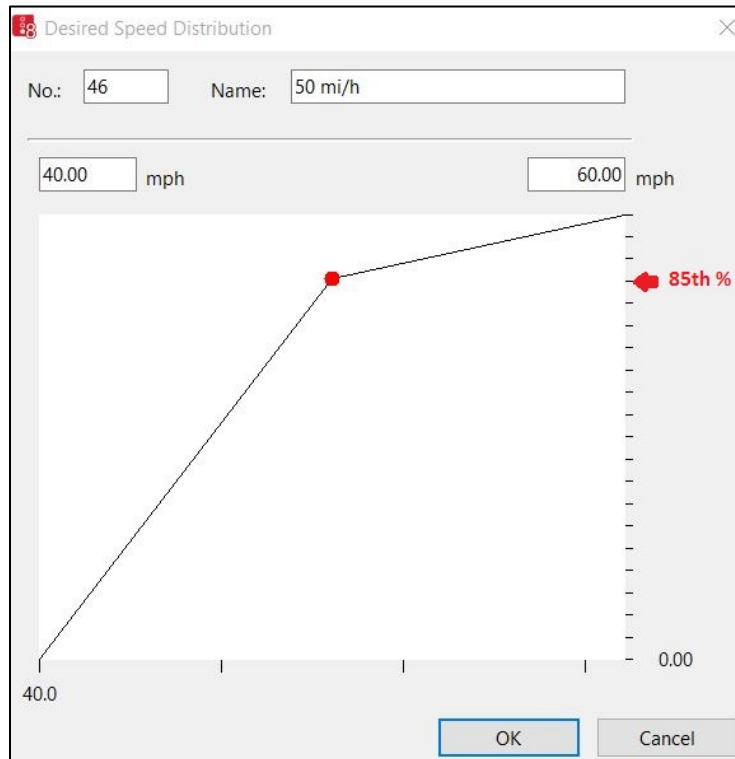 Desired Speed Distribution
No.: 46 Name: 50 mi/h
40.00 mph 60.00 mph
85th %
0.00
40.0
OK Cancel